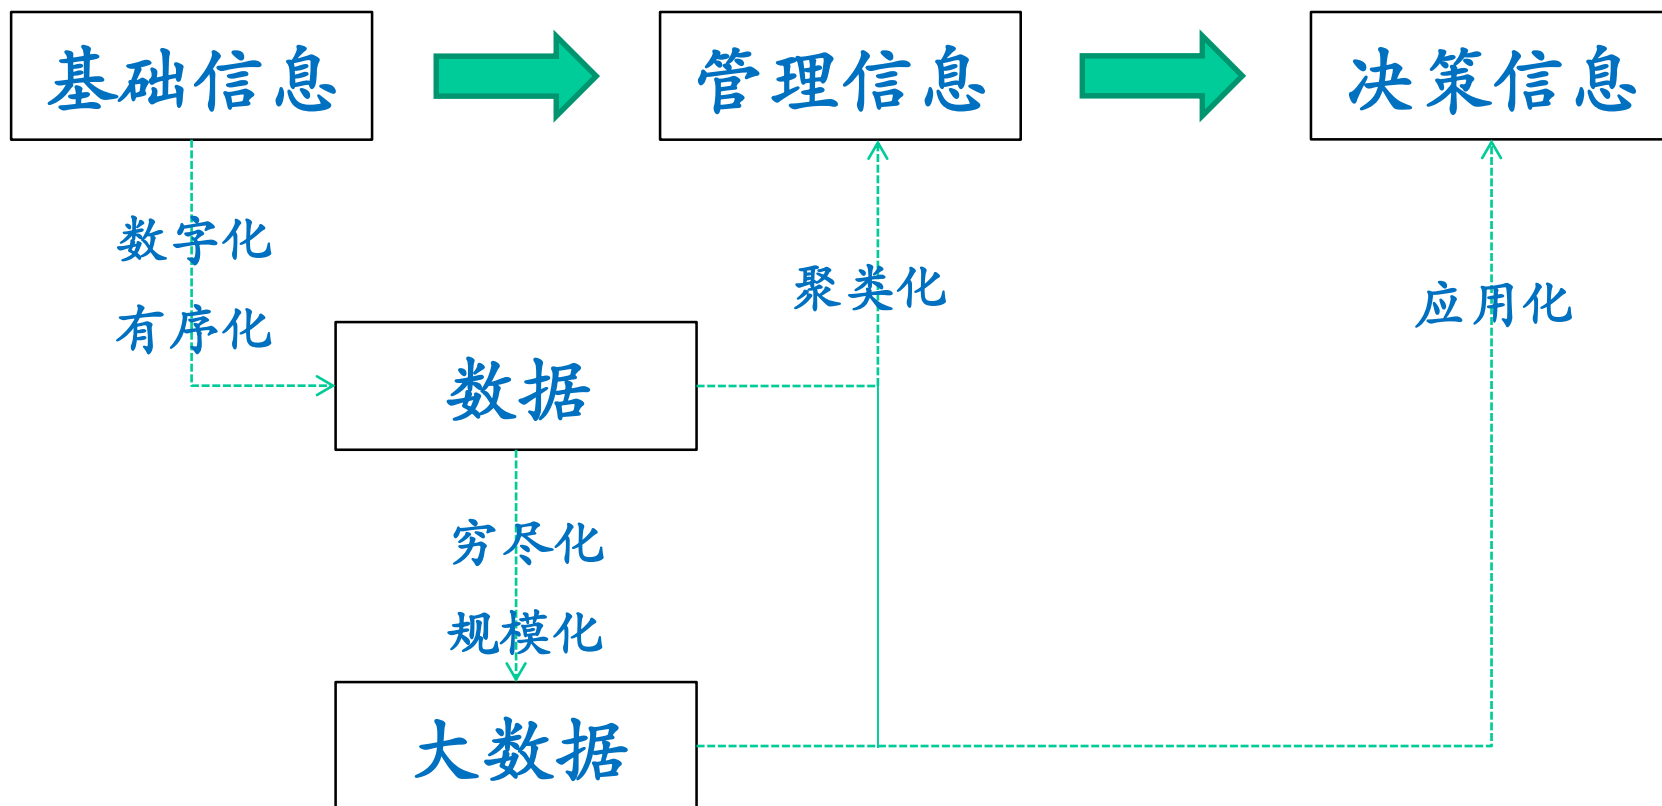 基础信息
管理信息
决策信息
数字化
有序化
聚类化
应用化
数据
穷尽化
规模化
大数据